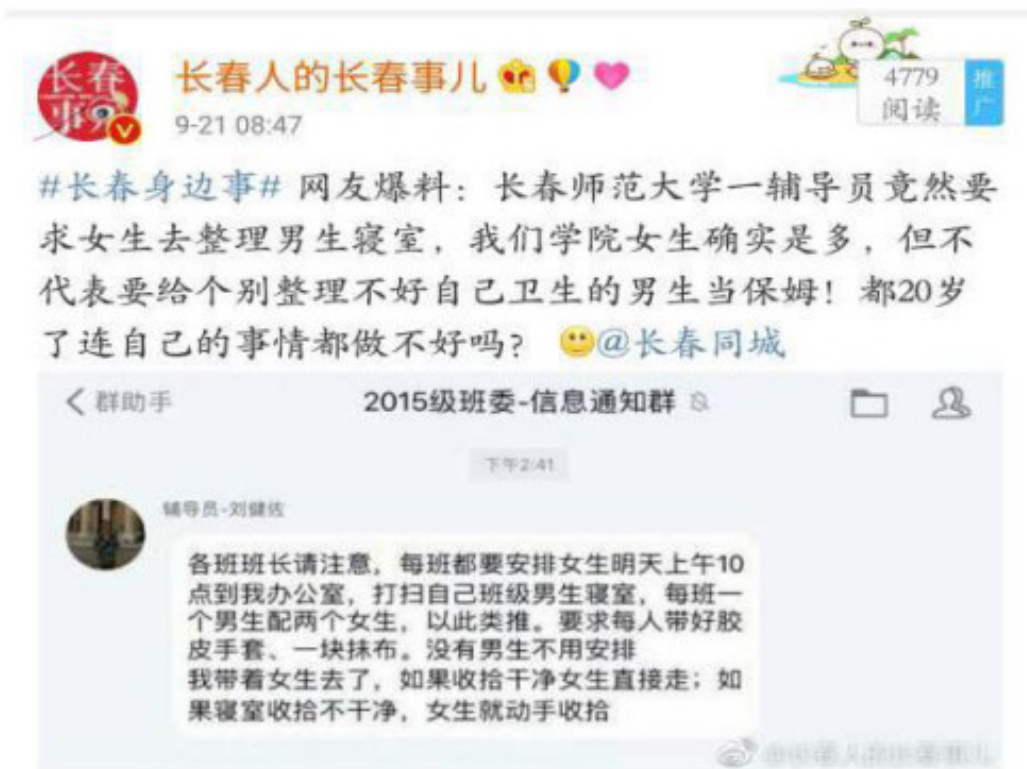 长春事儿
长春人的长春事儿
9-21 08:47
4779
阅读
推广
#长春身边事# 网友爆料：长春师范大学一辅导员竟然要
求女生去整理男生寝室，我们学院女生确实是多，但不
代表要给个别整理不好自己卫生的男生当保姆！都20岁
了连自己的事情都做不好吗？ @长春同城
群助手
2015级班委-信息通知群
下午2:41
辅导员-刘健佐
各班班长请注意，每班都要安排女生明天上午10
点到我办公室，打扫自己班级男生寝室，每班一
个男生配两个女生，以此类推。要求每人带好胶
皮手套、一块抹布。没有男生不用安排
我带着女生去了，如果收拾干净女生直接走；如
果寝室收拾不干净，女生就动手收拾